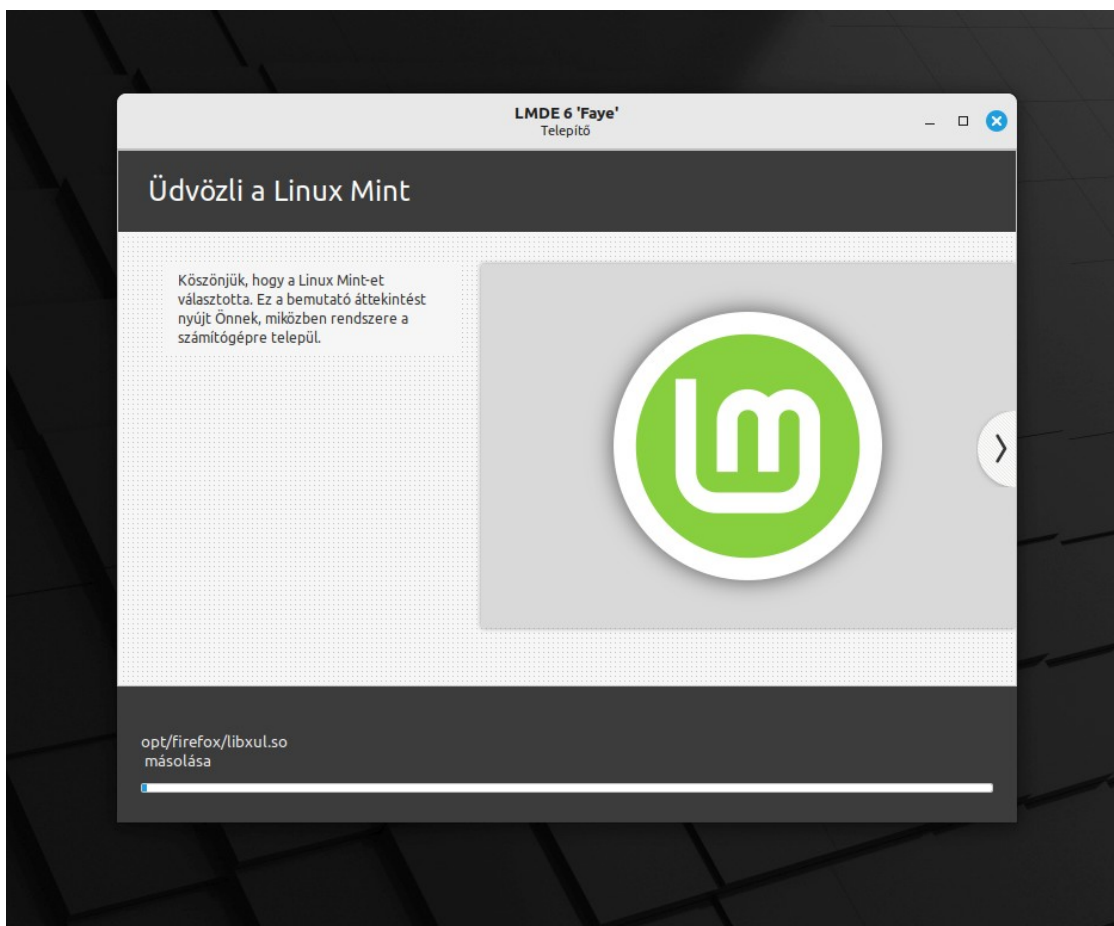 LMDE 6 'Faye'
Telepítő
Üdvözli a Linux Mint
Köszönjük, hogy a Linux Mint-et
választotta. Ez a bemutató áttekintést
nyújt Önnek, miközben rendszere a
számítógépre települ.
lm
opt/firefox/libxul.so
másolása